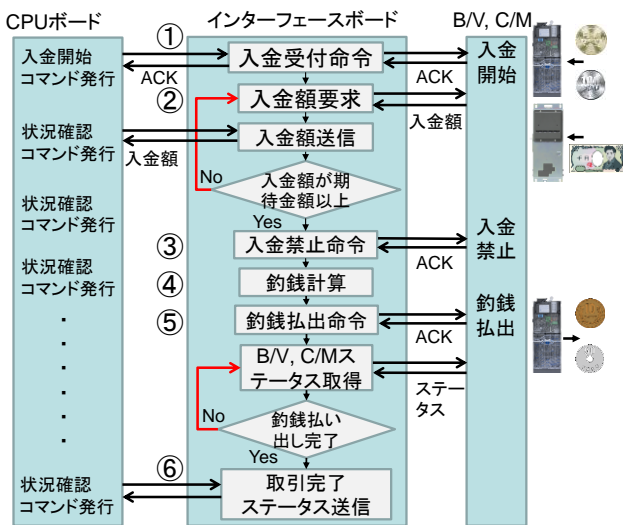 CPUボード
インターフェースボード
B/V, C/M
①
入金開始
コマンド発行
ACK
入金受付命令
ACK
入金
開始
②
入金額要求
入金額
状況確認
コマンド発行
入金額
入金額送信
No
入金額が期
待金額以上
Yes
状況確認
コマンド発行
③
入金禁止命令
ACK
入金
禁止
状況確認
コマンド発行
④
釣銭計算
⑤
釣銭払出命令
ACK
釣銭
払出
B/V, C/Mス
テータス取得
ステー
タス
No
釣銭払い
出し完了
Yes
⑥
状況確認
コマンド発行
取引完了
ステータス送信